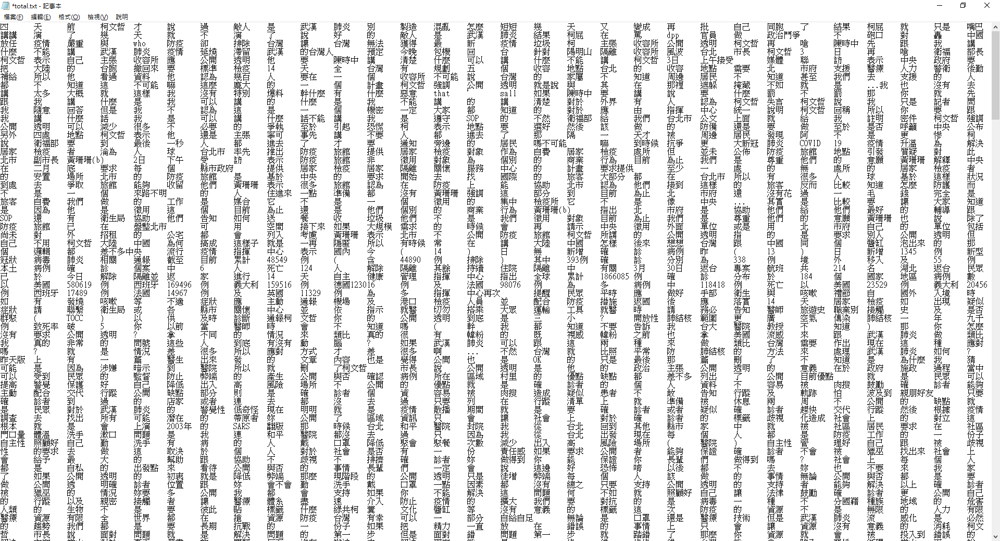 *total.txt - 記事本
檔案(F) 編輯(E) 格式(O) 檢視(V) 說明
四 天 前 柯文哲 才 說 過 敵人 是 武漢 肺炎 別 製造 混亂 怎麼 短短 幾 天 又 變成 再 批 自己 同胞 了 結果 柯屁 就 只是 嘴巴
講講 演 了 幾 天 就 不 演 了 說 好 的 敵人 是 武漢 肺炎 結果 柯屁 在 罵 dpp 官員 做 政治鬥爭 不 砲口 對 轟 中國
放任 疫情 嚴重 與 who 防疫 卻 排除 台灣 讓 台灣 無法 獲得 最 新 疫情 垃圾 柯 主張 收容所 公開 透明 柯文哲 再 嗆 陳時中 先 跟 我 講
什麼 不能 講 武漢 肺炎 疫情 延燒 滯留 武漢 的台灣人 預定 今晚 包機 回 台 針對 陽明山 隔離 收容所 風波 台北 市長 柯文哲 3 日 再 嗆 衛福 部長
柯文哲 表示 自己 主張 收容所 應 公開 透明 他 要 陳時中 講 清楚 什麼 可以 講 什麼 不能 講 柯文哲 3日 上午接受 媒體 聯 訪 表示 中央 政府 要
把 大陸 的 台胞 撤回來 要 標準 檢疫 14 天 全 台灣 有 規劃 五 個 收容 地點 台北 的 收容 地點 需要 北 市府 支援 醫療 人力 警衛 後勤
補給 所以 他 看過 資料 他 認為 幾百 人 要在 一 個 收容所 不可能 說 台灣 的 家屬 不 知道 周邊 居民 不 知道 甚至 我們 去 支援 的 人
都 不 知道 這 不可能 嘛 這麼 龐大 的 一 個 計畫 柯文哲 強調 公開 透明 就是說 與 其 在 那裡 遮躲 掩藏 不如 就 是 ...我 也 沒有 去
講 太多 大概 就 這樣 我 沒有 特別 爆料 幹什麼 有 什麼 惡意 that ' sall 如果 陳時中 要 講 說 要 什麼 罰 不 罰 那 你 就 先
跟 我 講 什麼 是 我 可以 講 的 什麼 是 我 不能 講 的 清楚 對於 外界 有 人 認為 柯文哲 失言 柯文哲 說 我 只是 記者 問
我 隨意 回答 但是 我 不 認為 這 是 一 個 機密 一定 大家 都 知道 的 對於 應 由 指揮 中心 統一 說明 柯文哲 回稱 所以 你 要 跟
我 講 什麼 話 我 是 可以 講 什麼 話不能 講 我 是 遵守 SOP 的 不然 衛福部 給 我們 台北市 公文 上面 就 給 我 註明 密件 柯文哲 強調
公開 透明 可以 減少 很多 不 必要 的 爭執 至於 引起 恐慌 柯 表示 地點 要 選好 然後 該 做 的 防備 還是 要 做 至於 是否 呼籲 中央 公布
另外 四處 地點 柯文哲 表示 他 還是 主張 寧可 事先 講 不要 人 都 進去 了 那 隔 一 天才 被 周邊 居民 發現 阿 不 是 更 慘 柯
說 衛福部 要 到 最後 一秒 人 都 進去 了 才 要 通知 旁邊 的 居民 嗎不可能 嘛 到時候 抗爭 更 大新冠 肺炎 COVID 19 疫情 升溫 為 解決
居家 檢疫 者 淪為 人 球 台北市 率先 推出 防疫 旅館 提供 居家 檢疫 對象 作為 自費 居家 檢疫 處所 但 並未 公佈 防疫 旅館 地點 引發 質疑 對 此
北市 副市長 黃珊珊(b) 2日 下午 受 訪 表示 防疫 旅館 非 徵用 對象 為 個別 的 商業 行為 目前 為止 我們 是 尊重 他們 的 意願 黃珊珊 解釋 中央
在 二月 底 要求 每 個 縣市政府 提供 居家 檢疫 居家 隔離 關懷 服務 中心 的 計畫 要求提供 至少 一 處 的 無 處所 的 居家 檢疫 者
的 安置 場所 北市 的 防疫 旅館 是 基於 中央 的 要求 開始 去 找 國際 的 旅客 大部分 都 在 台北市 所以 有 很多 人 球 基於 這樣 狀況
到處 去 爭取 旅館 能夠 收留 他們 黃珊珊 表示 很多 旅館 認為 在 防疫 上 能 協助 北市 認為 他們 接到 這樣 的 旅客 反而 比較 知道 怎麼 防護 而
不 是 一 個 來路不明 的 人 住進來 一點 準備 都 沒有 黃珊珊 強調 這 部分 到 目前 為止 北 市府 還 沒有花 過 一 毛 錢 完全 是
旅客 自費 我們 做 的 工作 是 媒合 它 不 是 一 個 徵用 的 集中 檢疫所 它 不 是 像 中央 ... 其實 是 比較 要 讓 大家 知道
是 因為 他 是 徵用 這 個 目前 為止 還 是 他們 個別 的 商業 行為 黃珊珊(b) 指出 北 市府 是 協助 他們 給 他們 最好 的 輔導 跟
SOP 還 有 衛生局 協助 他們 告知 如何 送 餐 收 垃圾 他們 不 是 我們 徵用 對象 目前 為止 我們 是 尊重 他們 的 意願 黃珊珊 也 說 除了
防疫 旅館 已 在 盤整北市 可 用 空間 接下來 如果 大規模 需求 的 時候 會 再 請示 中央 徵用 外面 單位 或是 用 北 市府 自己 的 單位 包括
尚未 對 外 招租 的 公宅 都 會 列入 考慮 黃珊珊 表示 北市 不 公開 防疫 旅館 柯文哲 所謂 的 公開 透明 指 的 是 要求 別人 公開 透明 但
自己 不用 柯文哲 大陸 中國 為何 搞成 這樣子 就是 一再 隱匿 所以 有時候 常 在 講 大陸 中國 怎樣 後來 想想 台灣 跟 中國 同 個 醬缸 泡出來 的 那
個 邏輯 都 差不多中央 流行 疫情 指揮 中心 表示 國內 今 ( 14 ) 日 無 新增 確 診 病例 昨 ( 13 ) 日 新增 1345 例 新型
冠狀 病毒 肺炎 相關 通報 截至 目前 累計 48549 例 ( 含 44890 例 排除 ) 其中 393例 確 診 分別 為 338 例 境 外 移入 及 55 例
本土 病例 確 診 個案 中 6 人 死亡 124 人 解除 隔離 其餘 持續 住院 隔離 中 有關 3月 30日 返台 專案 航班 共 214 名 湖北 返台 民眾
已 於 今日 解除 隔離並 返 家 進行 14 天 自主 健康 管理 指揮 中心 指出 全球 累計 1866085 例 確 診 分布 於 184 個 國家 地區 病例 數
以 美國 580619 例 西班牙 169496 例 義大利 159516 例 德國123016 例 及 法國 98076 例 為 多 病例 中 118418 例 死亡 以 美國 23529 例 義大利 20456
例 西班牙 17489 例 法國 14967 例 及 英國 11329 例 為 多 指揮 中心再次 提醒 民眾 平時 應 做好 手部 衛生 與 咳嗽 禮節 自 國外 入境 時
如 有 發燒 咳嗽 等 不適 症狀 應 主動 通報 機場 及 港口 檢疫 人員 並 配合 防疫 措施 返國 後 應 落實 14 天 居家 檢疫 如 出現 疑似
症狀 請 聯繫 衛生局 或 各 縣市 關懷 中心 並 依 指示 就醫 切勿 搭乘 大眾 運輸 工具 就醫 時 請 務必 告知 醫師 旅遊史 職業別 接觸 史 及 是否
群聚 ( TOCC ) 以 供 及時 診斷 通報柯 文哲 你 的 公開 透明 到底 是 三 小 ? 開放性 肺結核 範圍 更 廣 空氣 傳染 肺結核 一 年 九千
例 致死率 破 5 你 以前 當 醫師 時 會 不 知道 嗎 ( 幹 我 都 知道 不要 告訴 我 台大 醫院 教授 不 知道 ) 那 你 怎麼
沒有 要求 公開 透明 ? 拿 不同 的 情況 來 類比 真的 很 有 韓粉 的 既 視感 韓粉 之前 也 拿 美國 流感 來 跟 武漢 肺炎 做 類比
我 真的 非常 的 問號 這些 人 到底 有沒有 動 腦 ? 如果 武漢 肺炎 可以 跟 這 兩 種 來 做 類比 台灣 需要 作出 現在 這 種 應對
嗎 ? 就 是 情況 差 很多 所以 應對 方式 才 差 很多 啊 ... 不然 台灣 就 比照 平常 防 肺結核 的 方法 來 處理 武漢 肺炎 如何 ?
昨天版 上 有 一 篇 醫生 出來 發 的 文章 內容 也是 覺得 公開 也 是 OK 的 只是 最後 那 篇 刪 了 不 知道 是 為什麼 我 猜
可能 是 因為 涉嫌 暗示 到 醫院 所以 就 刪 了柯文哲 市長 說 公開 透明 是 他 的 政治 主張 公開 透明 的 意義 在於 政府 施政 過程 當中
可以 受到 民眾 的 監督 防止 弊端 的 產生 公開 與否 確認 病例 所在 區域 村里 的 優點 缺點 都 差不多 列出 了 公開 目前優點 就 是 民眾 可以
提高 警覺 保護 好 自己 降低 出入 高 風險 場所 不 公開 的 優點 就 是 確 診者 的 個 人 資料 不 容易 被 肉搜 鼓勵 確 診者 能夠
主動 配合 交代 行蹤 公開 缺點 部分 則 是 確 診者 個 資 容易 被 肉搜 造成 疑似 患者 不 敢 告知 行蹤 及 軌跡 怕 波及到 親朋好友 只要
確 診者 到 過 的 店家 或者 連 去 都 沒 去 過 只要 列 在 行蹤 清單 上 就 準備 被 休息 兩 周 不 公開 的 缺點 就
是 民眾 對於 武漢 肺炎 的 警覺性 低奇怪 現在 明明 就 是 疫情 散播 期間 就 是 要 確 診者 或者 疑似 確 診者 趕快 交代 行蹤 然後 根據 疫情
調查 去 找出 所有 可能 潛在 的 帶原者 妳 公開 了 區域 資訊 只 會 讓 社會 上 對於 確 診者 的 標籤 歧視 化造成 社會 上 的 對立 這
根本 就 是 會 上演 2003年 的 SARS 翻版 那 時候 台北 和平 醫院 封院 我 從 台北 回到 其他 縣市 家 中 就 被 社區 居民 要求 在 社區
門口量 體溫 洗手 漱口 問題 是 我 連 和平 醫院 都沒 去 過 只 因為 我 從 台北 出發 現在 每 個 人 都 是 防疫 工作 的 一 份子
自主性 照顧好 自己 勤 洗手 有 病 的 人 戴 口罩 降低 聚會 聚餐 次數 減少 出入 高 風險 場所 ( 醫院 ) 自主性 管 理好 自己 跟 被 歧視
性 的要求 去 做 這 取決 於 個 人 對於 社會 是否 有 一 份 責任感 如果 要求 公開 者 能夠 保證 確 診者 不會 被 獵巫 找出來 社會 上
會 給予 最 大 的 幫助 跟 協助 不 歧視 不 排擠 確 診者 妳 做得到 你 能 保證 你 長輩 們 做得到 嗎 ? 社會 上 每 個 人
都 是 自私 的 出發點 來 看待 公開 與否 的 事情 長輩 們 一定 會 說 這邊 好 恐怖 唷 以後 都 不 去 妳 也 不要 來 我 家
了 如果 公開 透明 的 初衷 就是 降低 弊端 那麼 現階段 的 公開 透明 只是 徒增 弊端 每 個 人 該 做 的 事情 無論 公開 與否 都 是 要
做 公開 透 明確 診者 位置 跟 妳 會不會 勤 洗手 戴 口罩 一點 因素 都 沒有 總之 只要 支持 公開 透明 的 支持 者 能夠 解決 以上 確 診者
被 獵巫 的 情況 妳要 多 公開 我 都 會 支持 如果 你 不能 解決 這 問題 何 不如 就 照顧好 自己 讓 法律 鼓勵 確 診者 更 公開 自己
的 行蹤 以及 親密 接觸 者 讓 醫療 體系 盡 速 介入 防止 疫情 的 擴大 我們 要 對抗 的 是 病毒 一 種 不 分國籍 種族 地域 的 危害
人類 的 生物 不 是 要 彼此 貼 標籤 什麼 綠共柯 糞 文化 醬缸 等 沒有 意義 的 標籤 這 次 防疫 的 資源 不 是 無限 的 人力 有限
醫療 資源 有限 全 世界 都 在 搶 資源 防疫 台灣 有幸 可以 一 部分 自給自足 無論 是 口罩 還是 醫療 技術 但是 武漢 肺炎 流 感化 是 必然
的 趨勢 我們 都 是 要 長期 抗戰 的 一 份子 如果 把 精力 一直 放 在 錯誤 的 事情 上 只 會 讓 資源 沒有 意義 的 消耗 柯文
哲 市長 說 面對 問題 就 是 解決 問題 的 第一 步 但是 面對 錯 問題 第一 步 就 踏錯 了 那麼 你 資源 就 會 被 投入到 錯誤 的